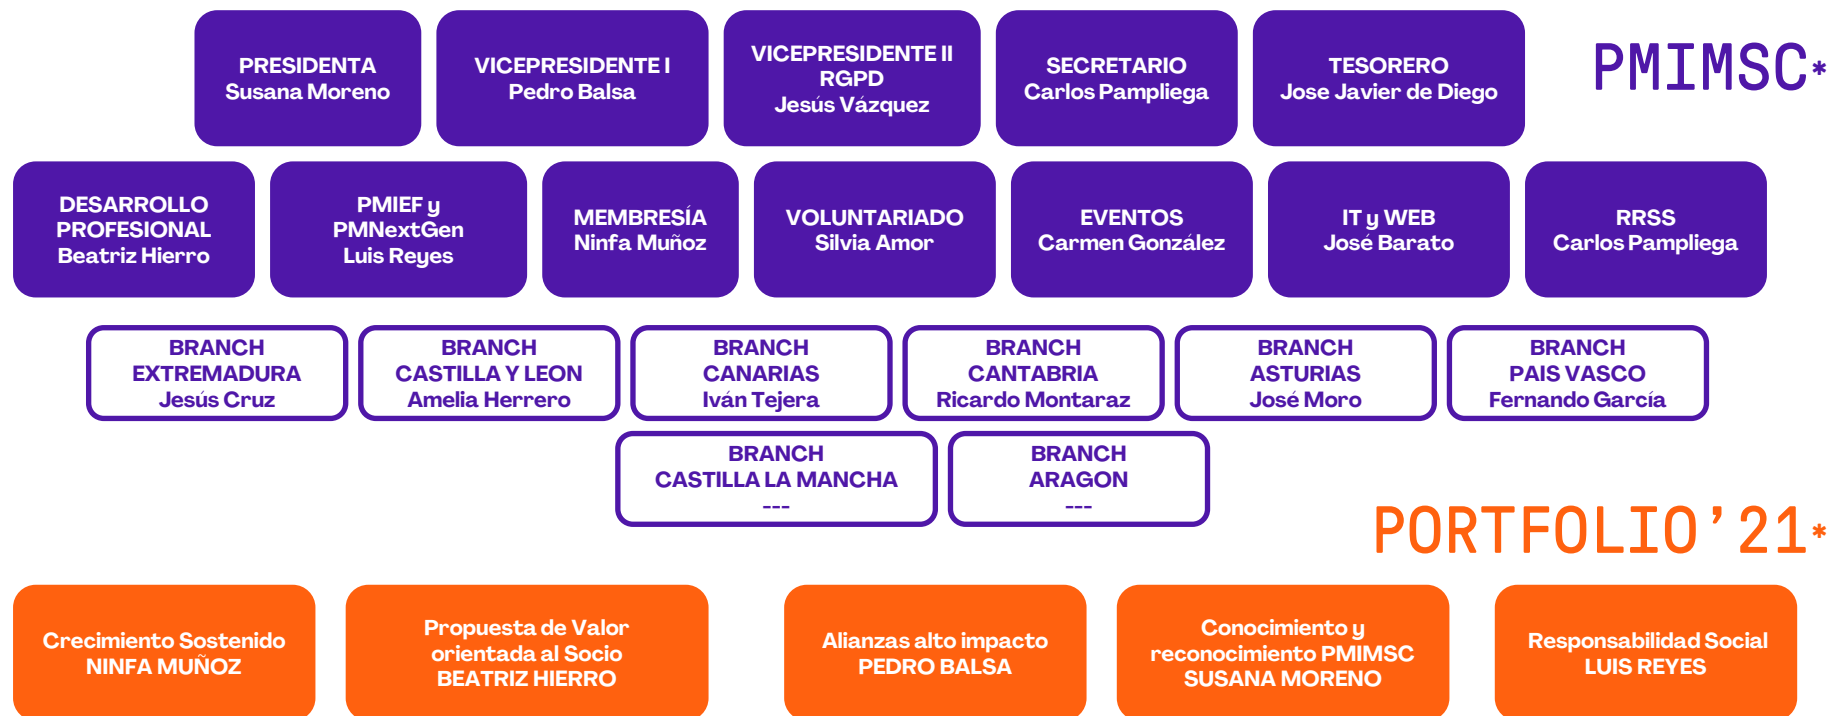 PRESIDENTA
Susana Moreno
VICEPRESIDENTE I
Pedro Balsa
VICEPRESIDENTE II
RGPD
Jesús Vázquez
SECRETARIO
Carlos Pampliega
TESORERO
Jose Javier de Diego
PMIMSC*
DESARROLLO
PROFESIONAL
Beatriz Hierro
PMIEF y
PMNextGen
Luis Reyes
MEMBRESÍA
Ninfa Muñoz
VOLUNTARIADO
Silvia Amor
EVENTOS
Carmen González
IT y WEB
José Barato
RRSS
Carlos Pampliega
BRANCH
EXTREMADURA
Jesús Cruz
BRANCH
CASTILLA Y LEON
Amelia Herrero
BRANCH
CANARIAS
Iván Tejera
BRANCH
CANTABRIA
Ricardo Montaraz
BRANCH
ASTURIAS
José Moro
BRANCH
PAIS VASCO
Fernando García
BRANCH
CASTILLA LA MANCHA
---
BRANCH
ARAGON
---
PORTFOLIO'21*
Crecimiento Sostenido
NINFA MUÑOZ
Propuesta de Valor
orientada al Socio
BEATRIZ HIERRO
Alianzas alto impacto
PEDRO BALSA
Conocimiento y
reconocimiento PMIMSC
SUSANA MORENO
Responsabilidad Social
LUIS REYES